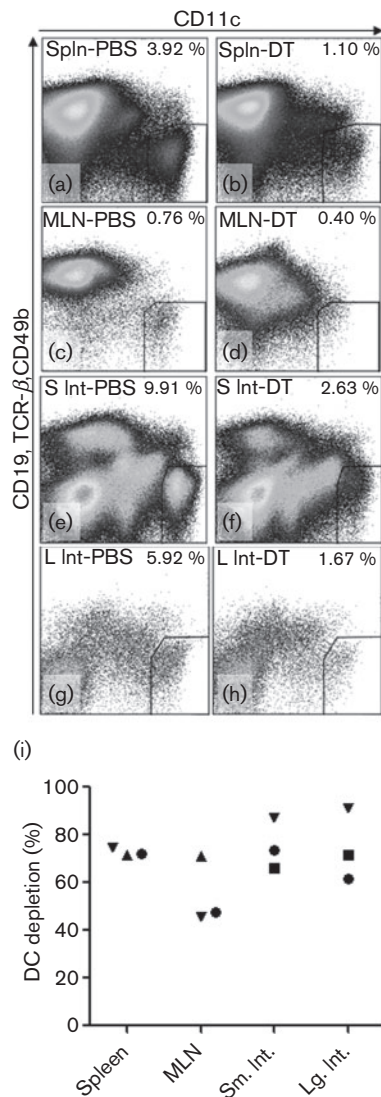 CD11c
CD19, TCR-β, CD49b
Spln-PBS 3.92 %
(a)
Spln-DT 1.10 %
(b)
MLN-PBS 0.76 %
(c)
MLN-DT 0.40 %
(d)
S Int-PBS 9.91 %
(e)
S Int-DT 2.63 %
(f)
L Int-PBS 5.92 %
(g)
L Int-DT 1.67 %
(h)
(i)
DC depletion (%)
100
80
60
40
20
0
Spleen
MLN
Sm. Int.
Lg. Int.